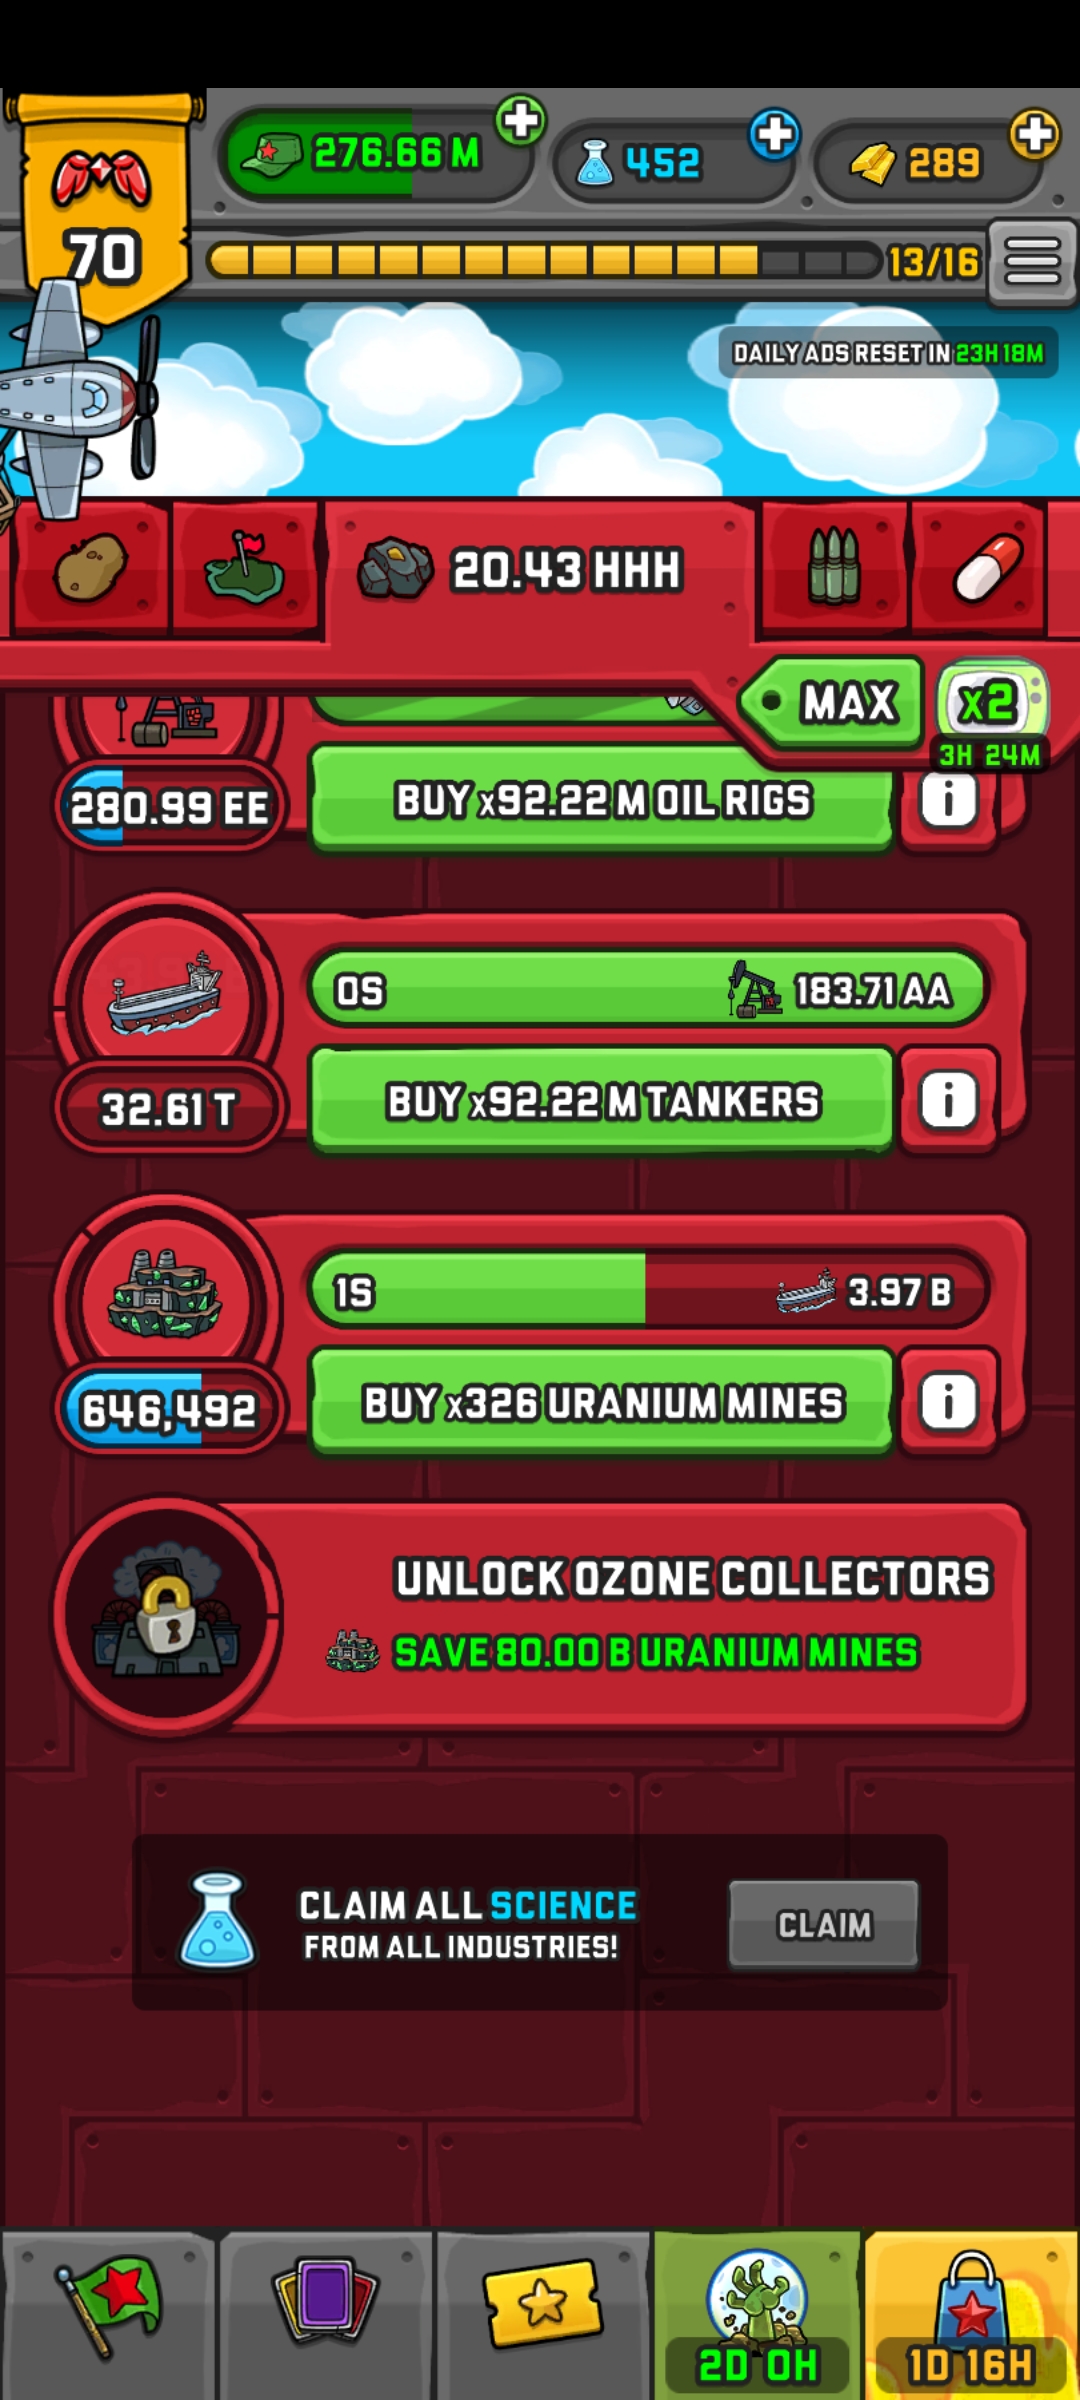 276.66 M
452
289
70
13/16
DAILY ADS RESET IN 23H 18M
20.43 HHH
MAX
x2
3H 24M
280.99 EE
BUY x92.22 M OIL RIGS
i
0S
183.71 AA
32.61 T
BUY x92.22 M TANKERS
i
1S
3.97 B
646,492
BUY x326 URANIUM MINES
i
UNLOCK OZONE COLLECTORS
SAVE 80.00 B URANIUM MINES
CLAIM ALL SCIENCE
FROM ALL INDUSTRIES!
CLAIM
2D 0H
1D 16H